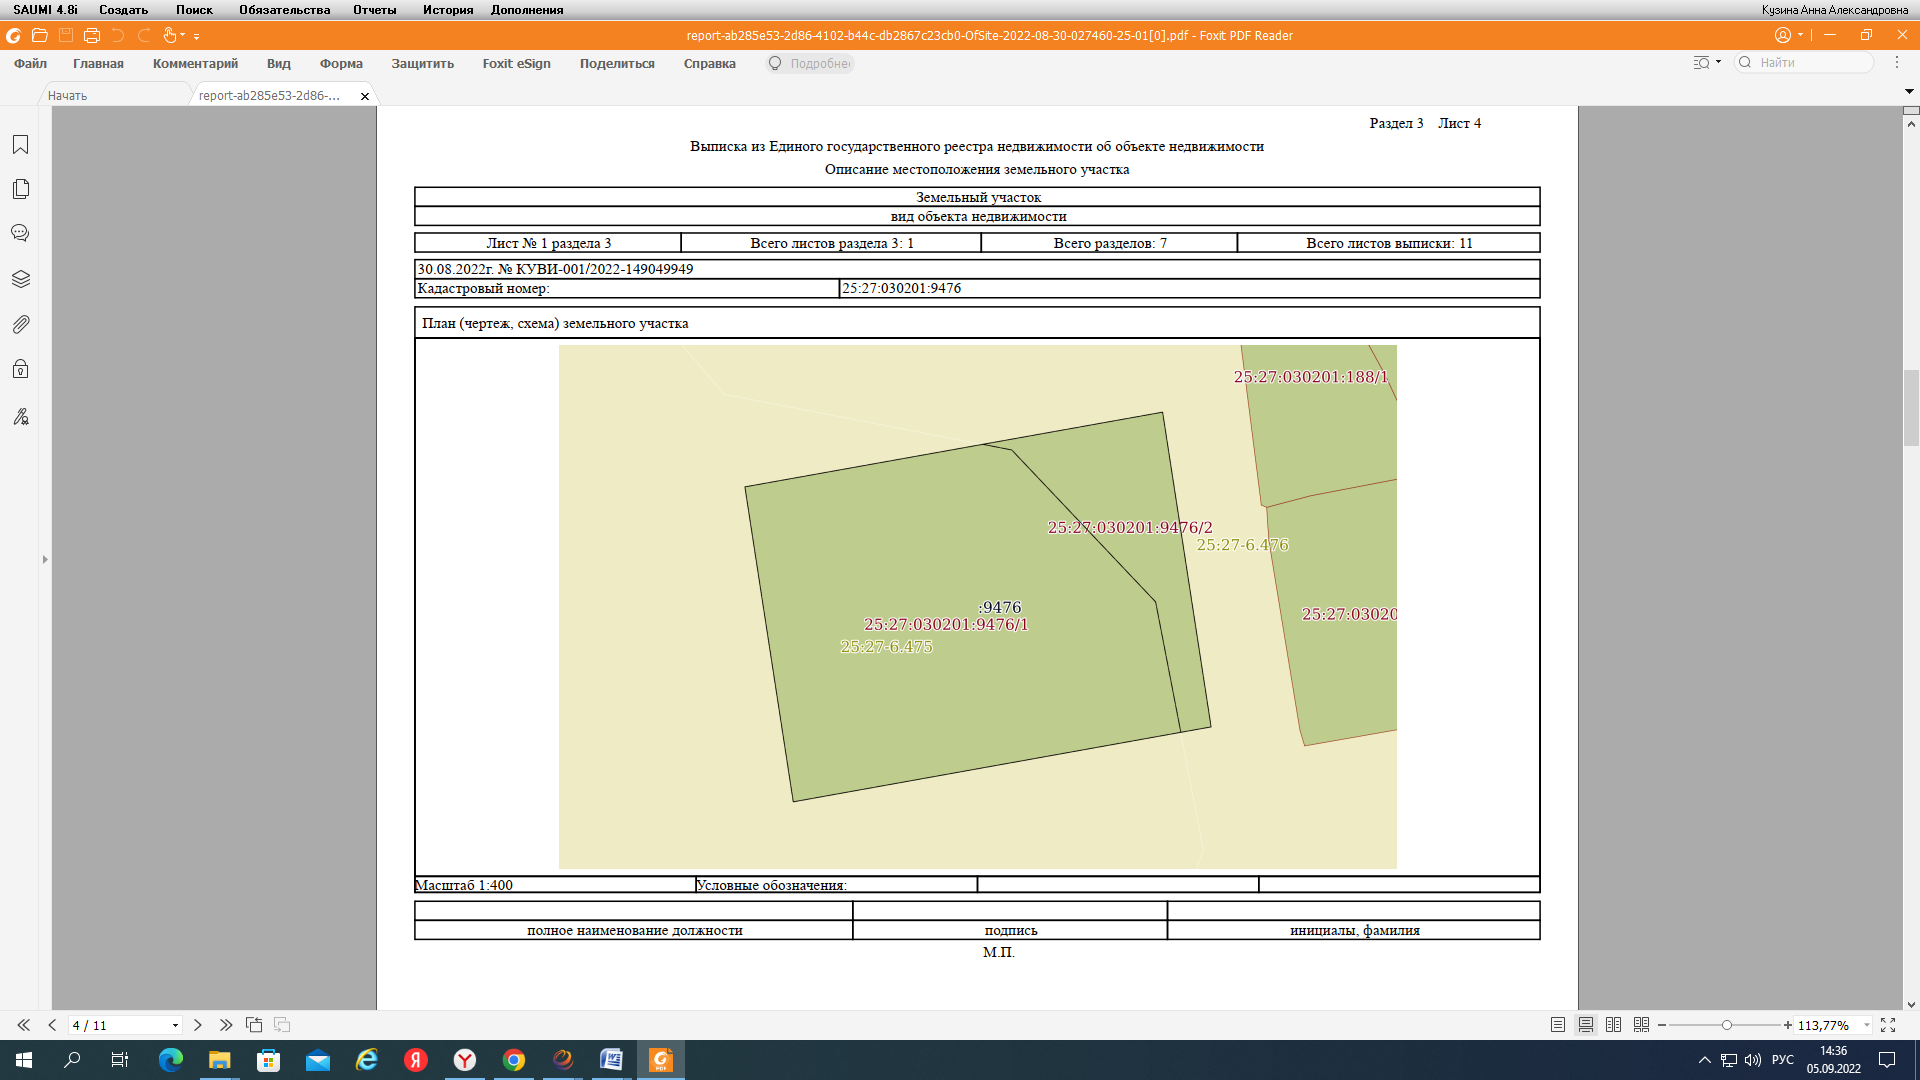 SAUMI 4.8i Создать Поиск Обязательства Отчеты История Дополнения Кузина Анна Александровна
report-ab285e53-2d86-4102-b44c-db2867c23cb0-OfSite-2022-08-30-027460-25-01[0].pdf - Foxit PDF Reader
Файл Главная Комментарий Вид Форма Защитить Foxit eSign Поделиться Справка Подробнее Найти
Начать report-ab285e53-2d86-...
Раздел 3 Лист 4
Выписка из Единого государственного реестра недвижимости об объекте недвижимости
Описание местоположения земельного участка
Земельный участок
вид объекта недвижимости
Лист № 1 раздела 3 Всего листов раздела 3: 1 Всего разделов: 7 Всего листов выписки: 11
30.08.2022г. № КУВИ-001/2022-149049949
Кадастровый номер: 25:27:030201:9476
План (чертеж, схема) земельного участка
25:27:030201:188/1
25:27:030201:9476/2
25:27-6.476
:9476
25:27:030201:9476/1
25:27:03020
25:27-6.475
Масштаб 1:400 Условные обозначения:
полное наименование должности подпись инициалы, фамилия
М.П.
4 / 11 113,77%
РУС 14:36
05.09.2022